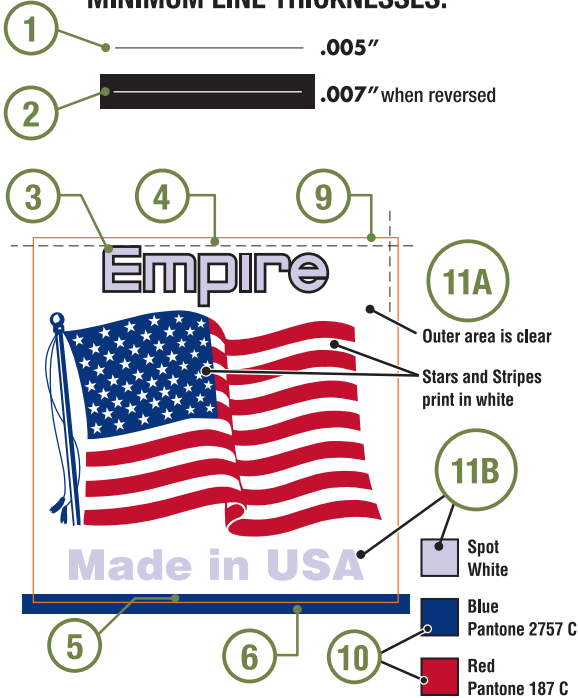 MINIMUM LINE THICKNESSES:
1
.005"
2
.007" when reversed
3
4
9
Empire
11A
Outer area is clear
Stars and Stripes
print in white
11B
Made in USA
Spot
White
Blue
Pantone 2757 C
5
6
10
Red
Pantone 187 C